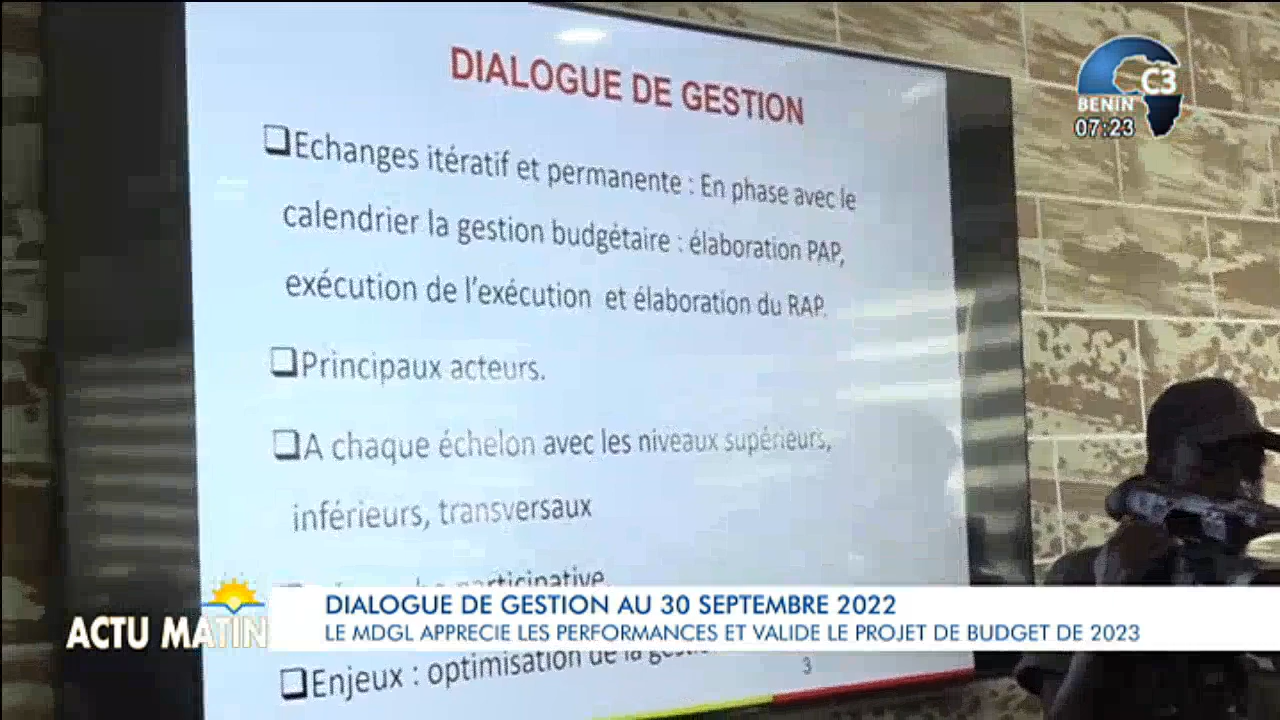 DIALOGUE DE GESTION
Echanges itératif et permanente : En phase avec le
calendrier la gestion budgétaire : élaboration PAP,
exécution de l'exécution et élaboration du RAP.
Principaux acteurs.
A chaque échelon avec les niveaux supérieurs,
inférieurs, transversaux
participative.
Enjeux : optimisation de la
3
C3
BENIN
07:23
ACTU MATIN
DIALOGUE DE GESTION AU 30 SEPTEMBRE 2022
LE MDGL APPRECIE LES PERFORMANCES ET VALIDE LE PROJET DE BUDGET DE 2023